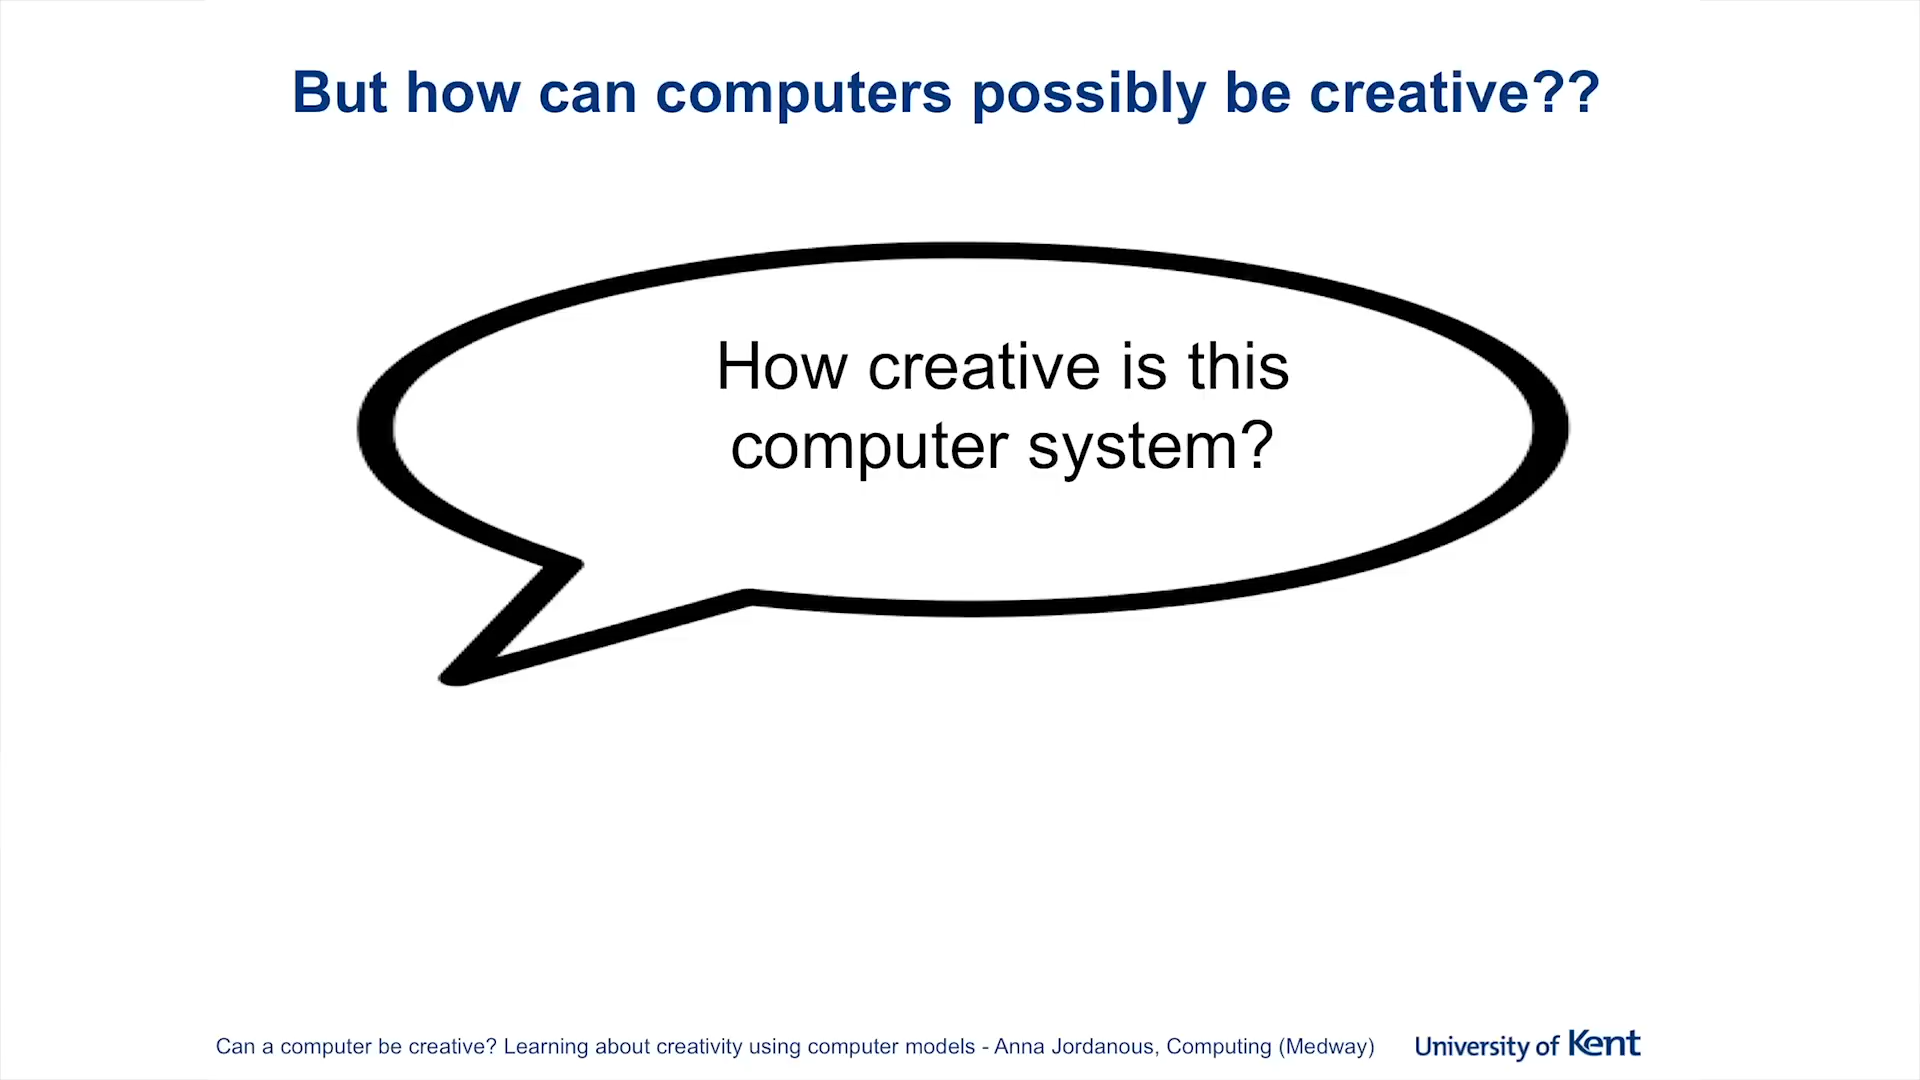 But how can computers possibly be creative??
How creative is this
computer system?
Can a computer be creative? Learning about creativity using computer models - Anna Jordanous, Computing (Medway)
University of Kent